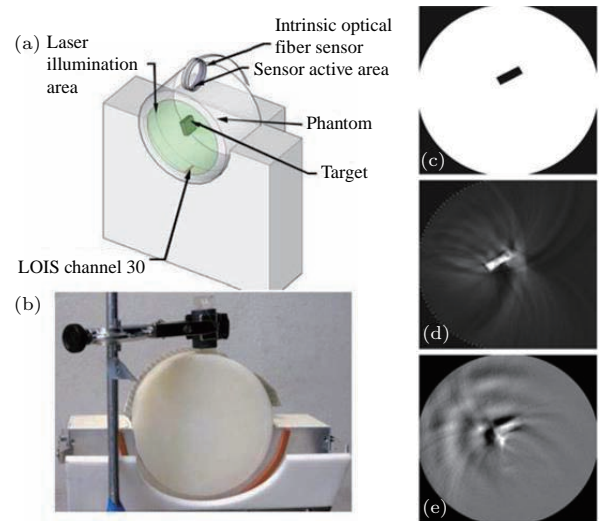 (a)
Laser
illumination
area
Intrinsic optical
fiber sensor
Sensor active area
Phantom
Target
LOIS channel 30
(b)
(c)
(d)
(e)